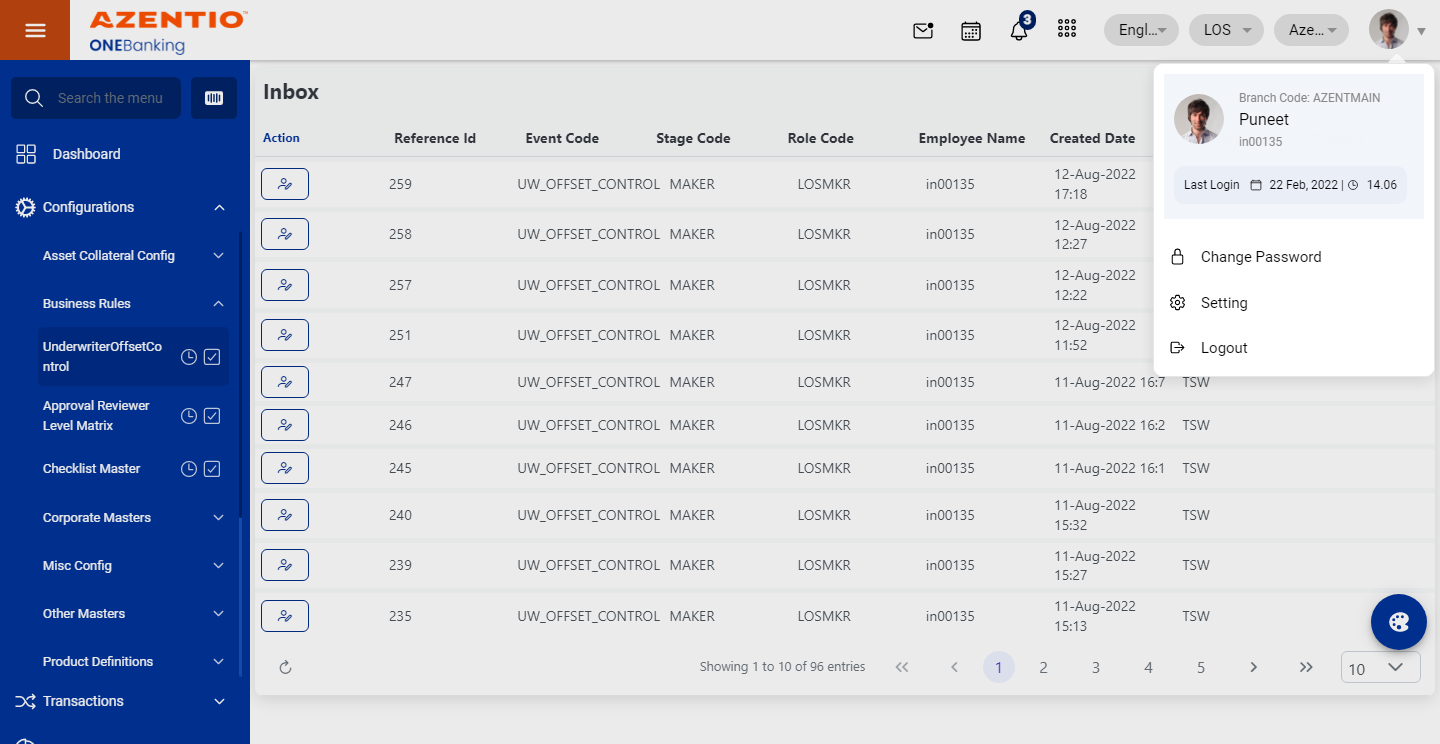 AZENTIO™
ONEBanking
3
Engl...
LOS
Aze...
Search the menu
Dashboard
Configurations
Asset Collateral Config
Business Rules
UnderwriterOffsetCo
ntrol
Approval Reviewer
Level Matrix
Checklist Master
Corporate Masters
Misc Config
Other Masters
Product Definitions
Transactions
Inbox
Action Reference Id Event Code Stage Code Role Code Employee Name Created Date
259 UW_OFFSET_CONTROL MAKER LOSMKR in00135 12-Aug-2022
17:18
258 UW_OFFSET_CONTROL MAKER LOSMKR in00135 12-Aug-2022
12:27
257 UW_OFFSET_CONTROL MAKER LOSMKR in00135 12-Aug-2022
12:22
251 UW_OFFSET_CONTROL MAKER LOSMKR in00135 12-Aug-2022
11:52
247 UW_OFFSET_CONTROL MAKER LOSMKR in00135 11-Aug-2022 16:7 TSW
246 UW_OFFSET_CONTROL MAKER LOSMKR in00135 11-Aug-2022 16:2 TSW
245 UW_OFFSET_CONTROL MAKER LOSMKR in00135 11-Aug-2022 16:1 TSW
240 UW_OFFSET_CONTROL MAKER LOSMKR in00135 11-Aug-2022
15:32 TSW
239 UW_OFFSET_CONTROL MAKER LOSMKR in00135 11-Aug-2022
15:27 TSW
235 UW_OFFSET_CONTROL MAKER LOSMKR in00135 11-Aug-2022
15:13 TSW
Showing 1 to 10 of 96 entries << < 1 2 3 4 5 > >> 10
Branch Code: AZENTMAIN
Puneet
in00135
Last Login 22 Feb, 2022 | 14.06
Change Password
Setting
Logout